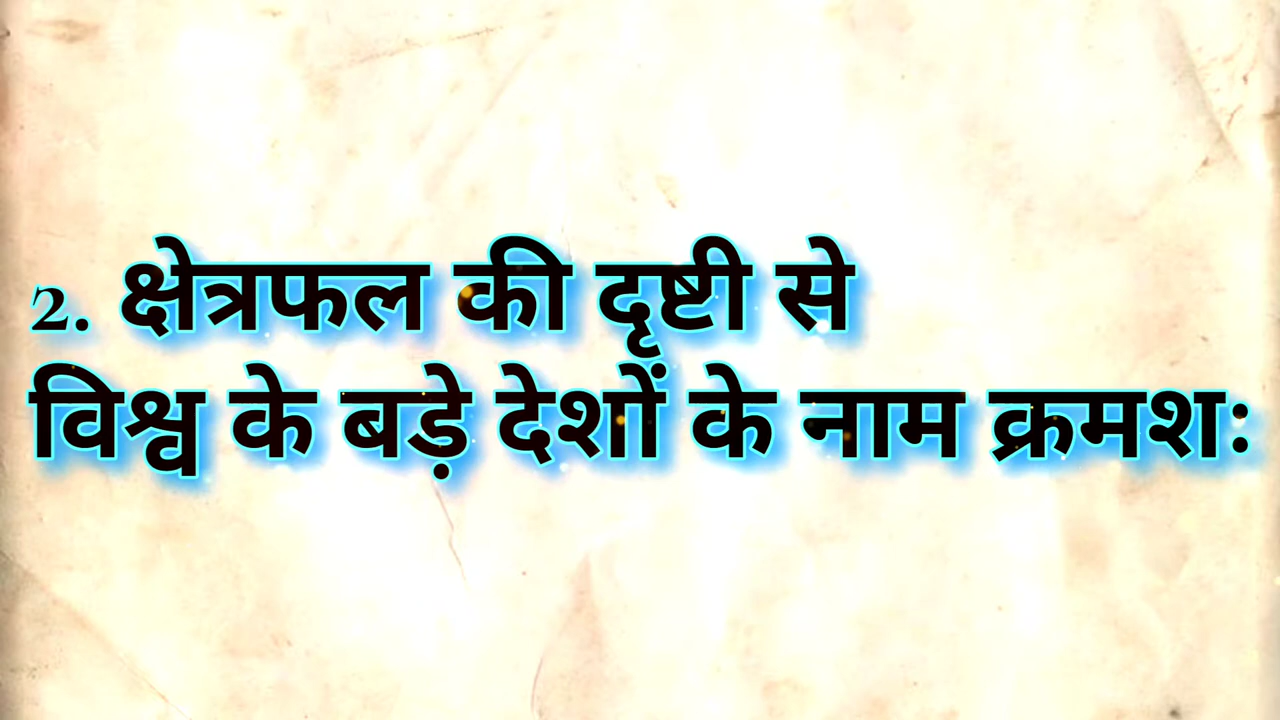 2. क्षेत्रफल की दृष्टी से
विश्व के बड़े देशों के नाम क्रमश: